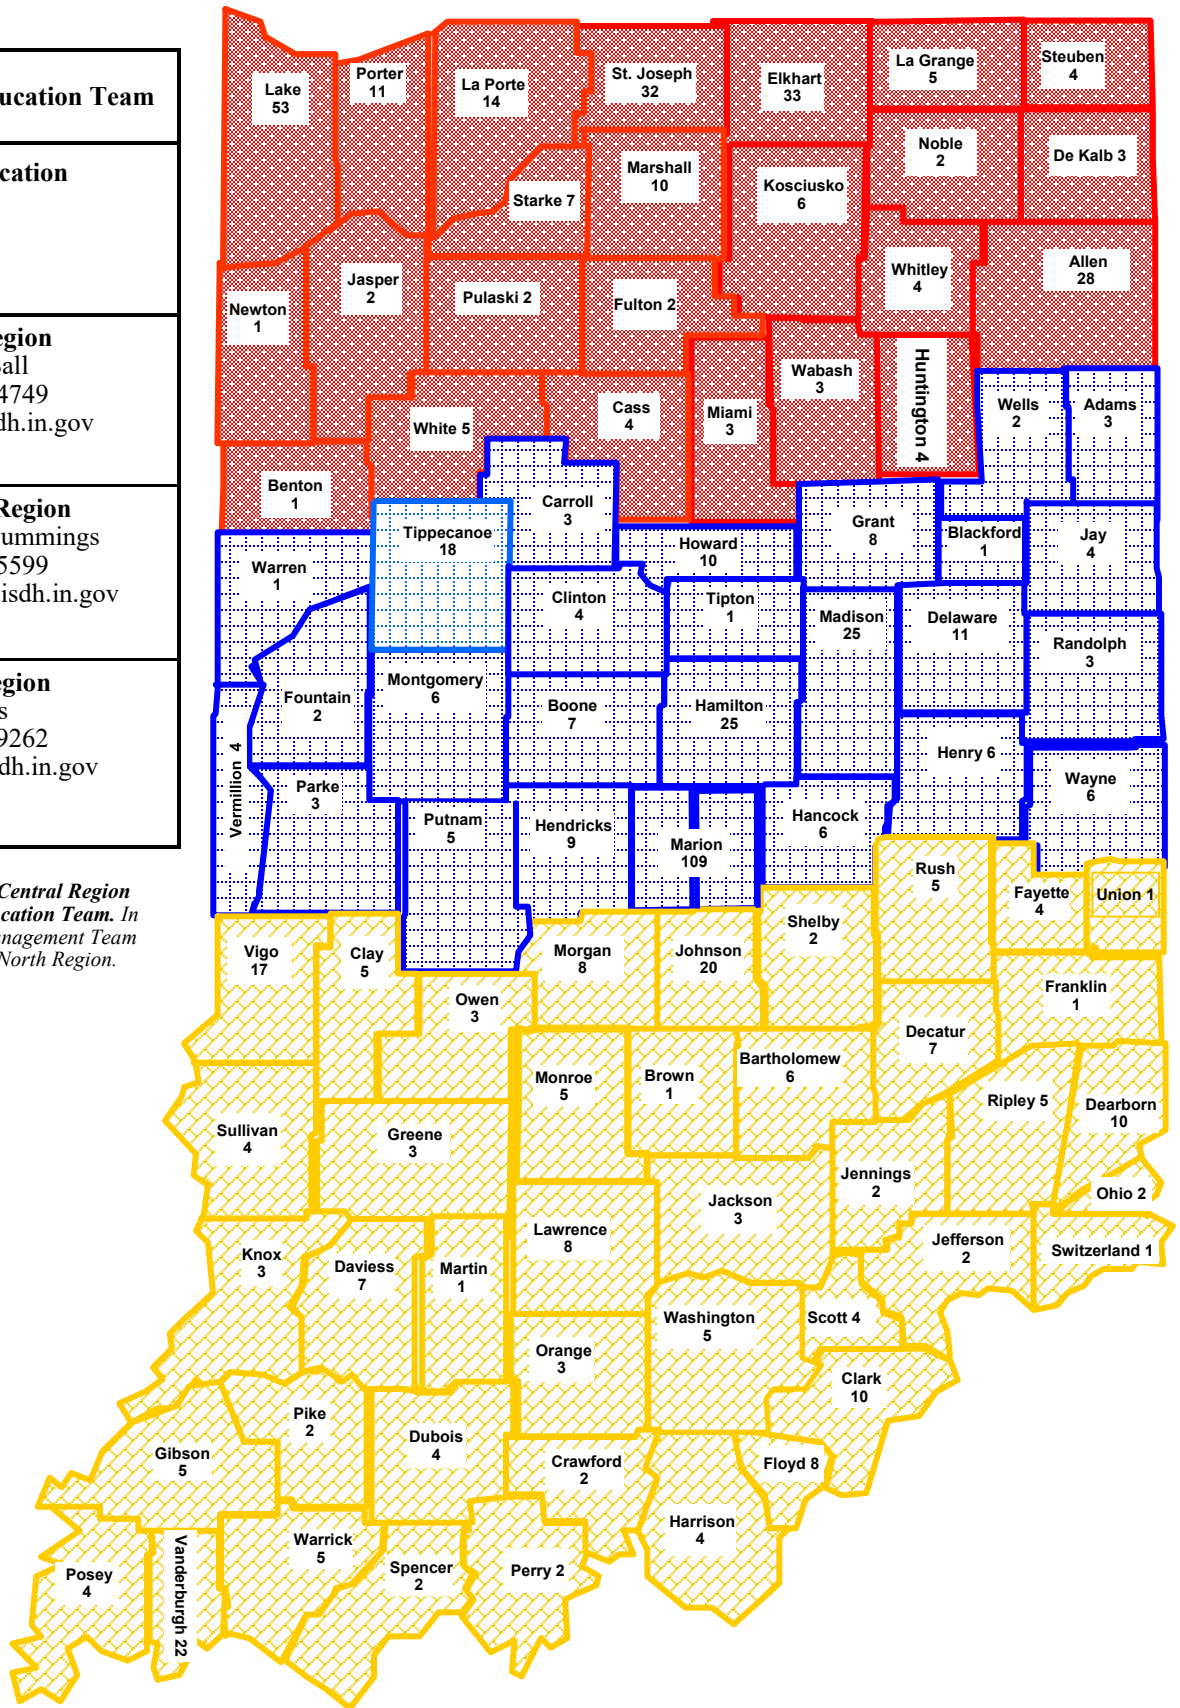 ucation Team
cation
egion
Ball
4749
dh.in.gov
Region
ummings
5599
isdh.in.gov
egion
s
9262
dh.in.gov
Central Region
cation Team. In
anagement Team
North Region.
Lake
53
Porter
11
La Porte
14
St. Joseph
32
Elkhart
33
La Grange
5
Steuben
4
Noble
2
De Kalb 3
Marshall
10
Kosciusko
6
Starke 7
Newton
1
Jasper
2
Pulaski 2
Fulton 2
Whitley
4
Allen
28
White 5
Cass
4
Miami
3
Wabash
3
Huntington 4
Wells
2
Adams
3
Benton
1
Carroll
3
Tippecanoe
18
Howard
10
Grant
8
Blackford
1
Jay
4
Warren
1
Clinton
4
Tipton
1
Madison
25
Delaware
11
Randolph
3
Fountain
2
Montgomery
6
Boone
7
Hamilton
25
Henry 6
Wayne
6
Vermillion 4
Parke
3
Putnam
5
Hendricks
9
Marion
109
Hancock
6
Rush
5
Fayette
4
Union 1
Vigo
17
Clay
5
Morgan
8
Johnson
20
Shelby
2
Franklin
1
Owen
3
Decatur
7
Monroe
5
Brown
1
Bartholomew
6
Ripley 5
Dearborn
10
Sullivan
4
Greene
3
Jennings
2
Ohio 2
Jackson
3
Lawrence
8
Jefferson
2
Switzerland 1
Knox
3
Daviess
7
Martin
1
Washington
5
Scott 4
Orange
3
Clark
10
Pike
2
Dubois
4
Gibson
5
Crawford
2
Floyd 8
Harrison
4
Warrick
5
Spencer
2
Perry 2
Posey
4
Vanderburgh 22